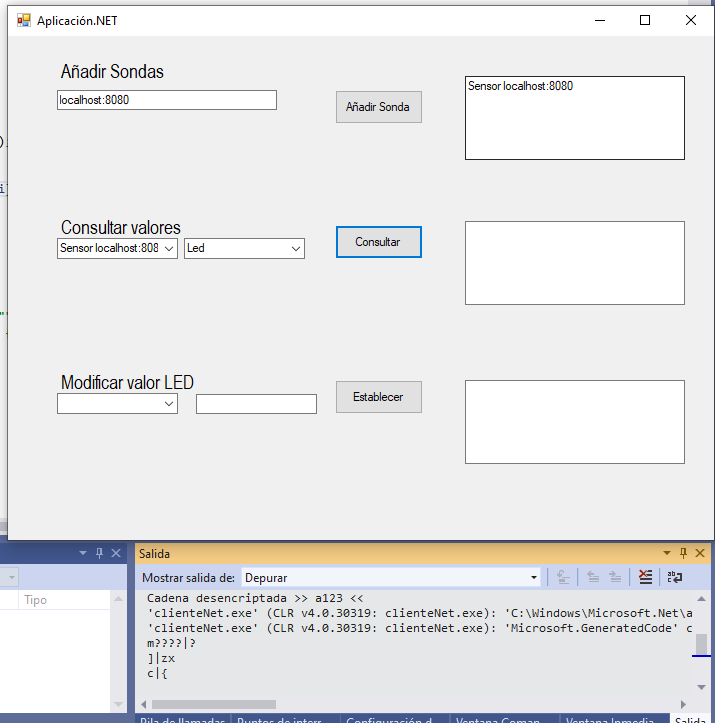 Aplicación.NET
Añadir Sondas
localhost:8080
Añadir Sonda
Sensor localhost:8080
Consultar valores
Sensor localhost:808
Led
Consultar
Modificar valor LED
Establecer
Salida
Mostrar salida de: Depurar
Tipo
Cadena desencriptada >> a123 <<
'clienteNet.exe' (CLR v4.0.30319: clienteNet.exe): 'C:\Windows\Microsoft.Net\a
'clienteNet.exe' (CLR v4.0.30319: clienteNet.exe): 'Microsoft.GeneratedCode' c
m????|?
]|zx
c|{
Pila de llamadas
Puntos de interr...
Configuración d...
Ventana Coman...
Ventana Inmedia...
Salida